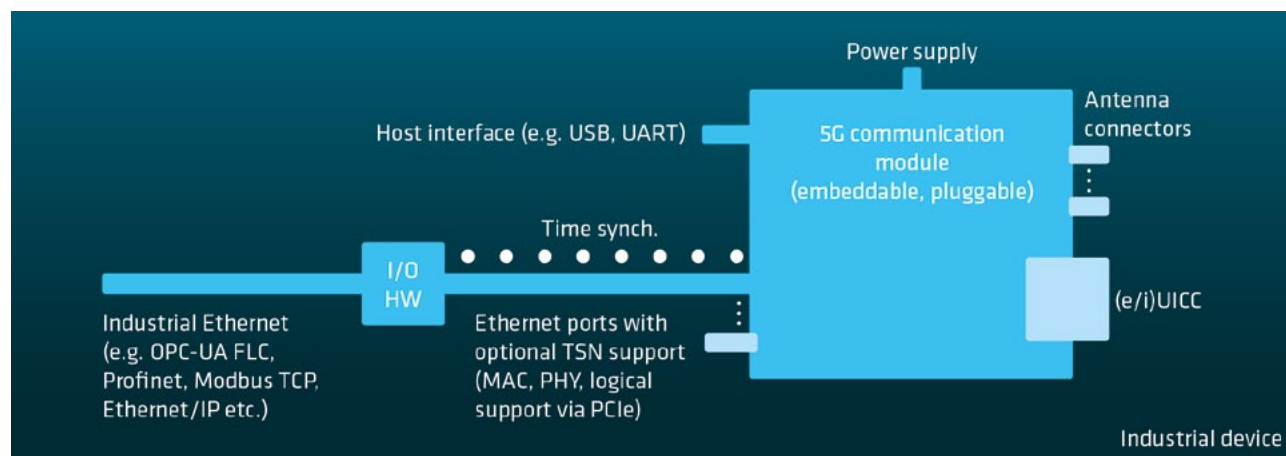 Power supply
Host interface (e.g. USB, UART)
5G communication
module
(embeddable, pluggable)
Antenna
connectors
Time synch.
I/O
HW
(e/i)UICC
Industrial Ethernet
(e.g. OPC-UA FLC,
Profinet, Modbus TCP,
Ethernet/IP etc.)
Ethernet ports with
optional TSN support
(MAC, PHY, logical
support via PCIe)
Industrial device